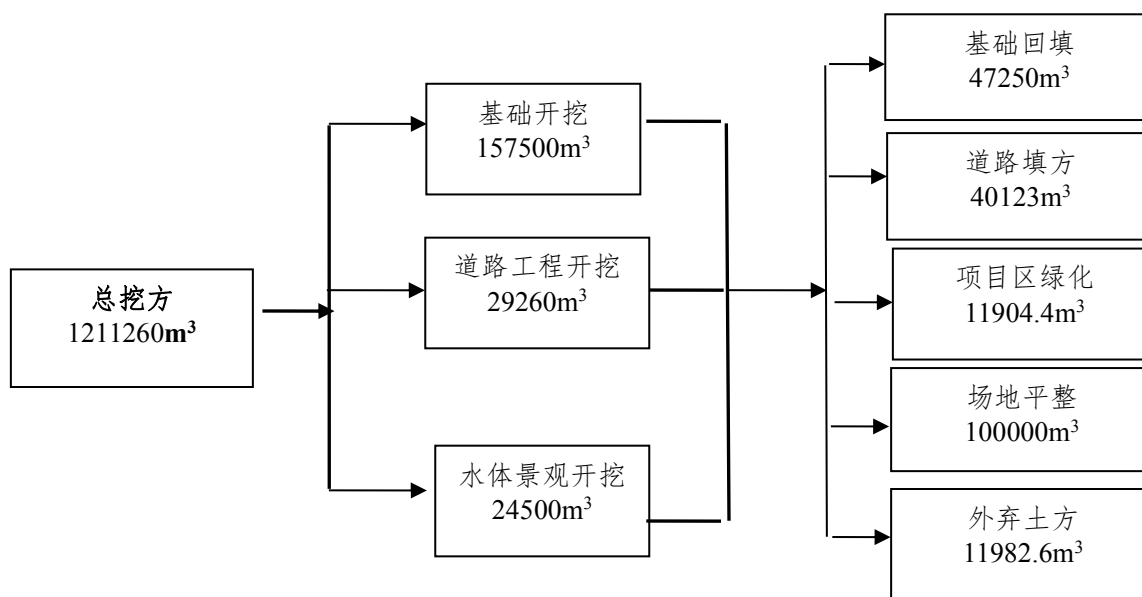 总挖方
1211260m³
基础开挖
157500m³
道路工程开挖
29260m³
水体景观开挖
24500m³
基础回填
47250m³
道路填方
40123m³
项目区绿化
11904.4m³
场地平整
100000m³
外弃土方
11982.6m³